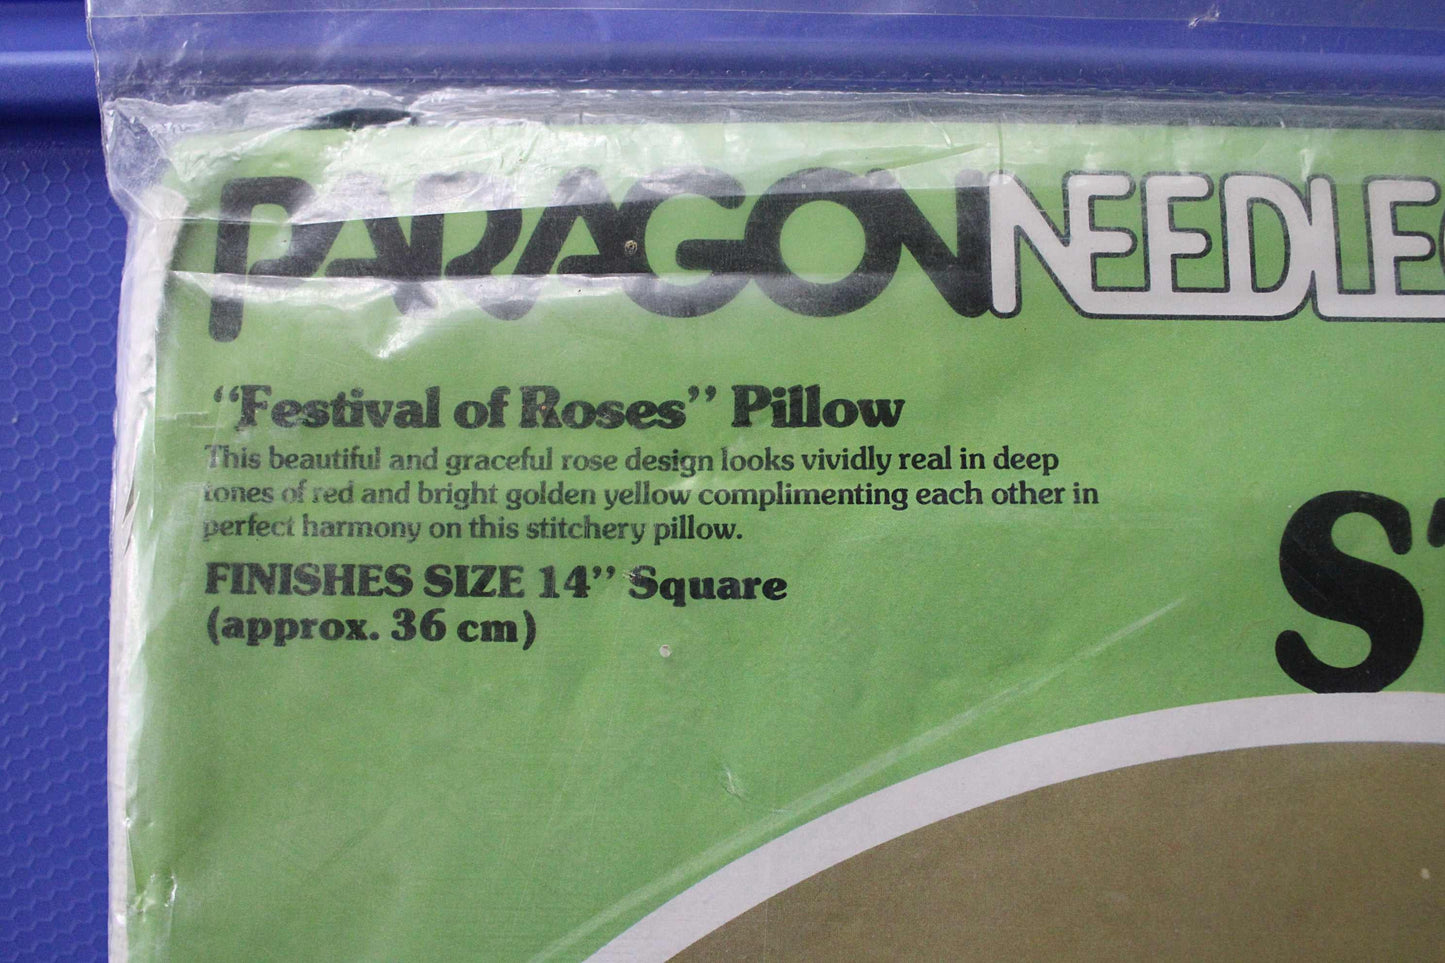 PARAGON NEEDLE
“Festival of Roses” Pillow
This beautiful and graceful rose design looks vividly real in deep
tones of red and bright golden yellow complimenting each other in
perfect harmony on this stitchery pillow.
FINISHES SIZE 14” Square
(approx. 36 cm)
S